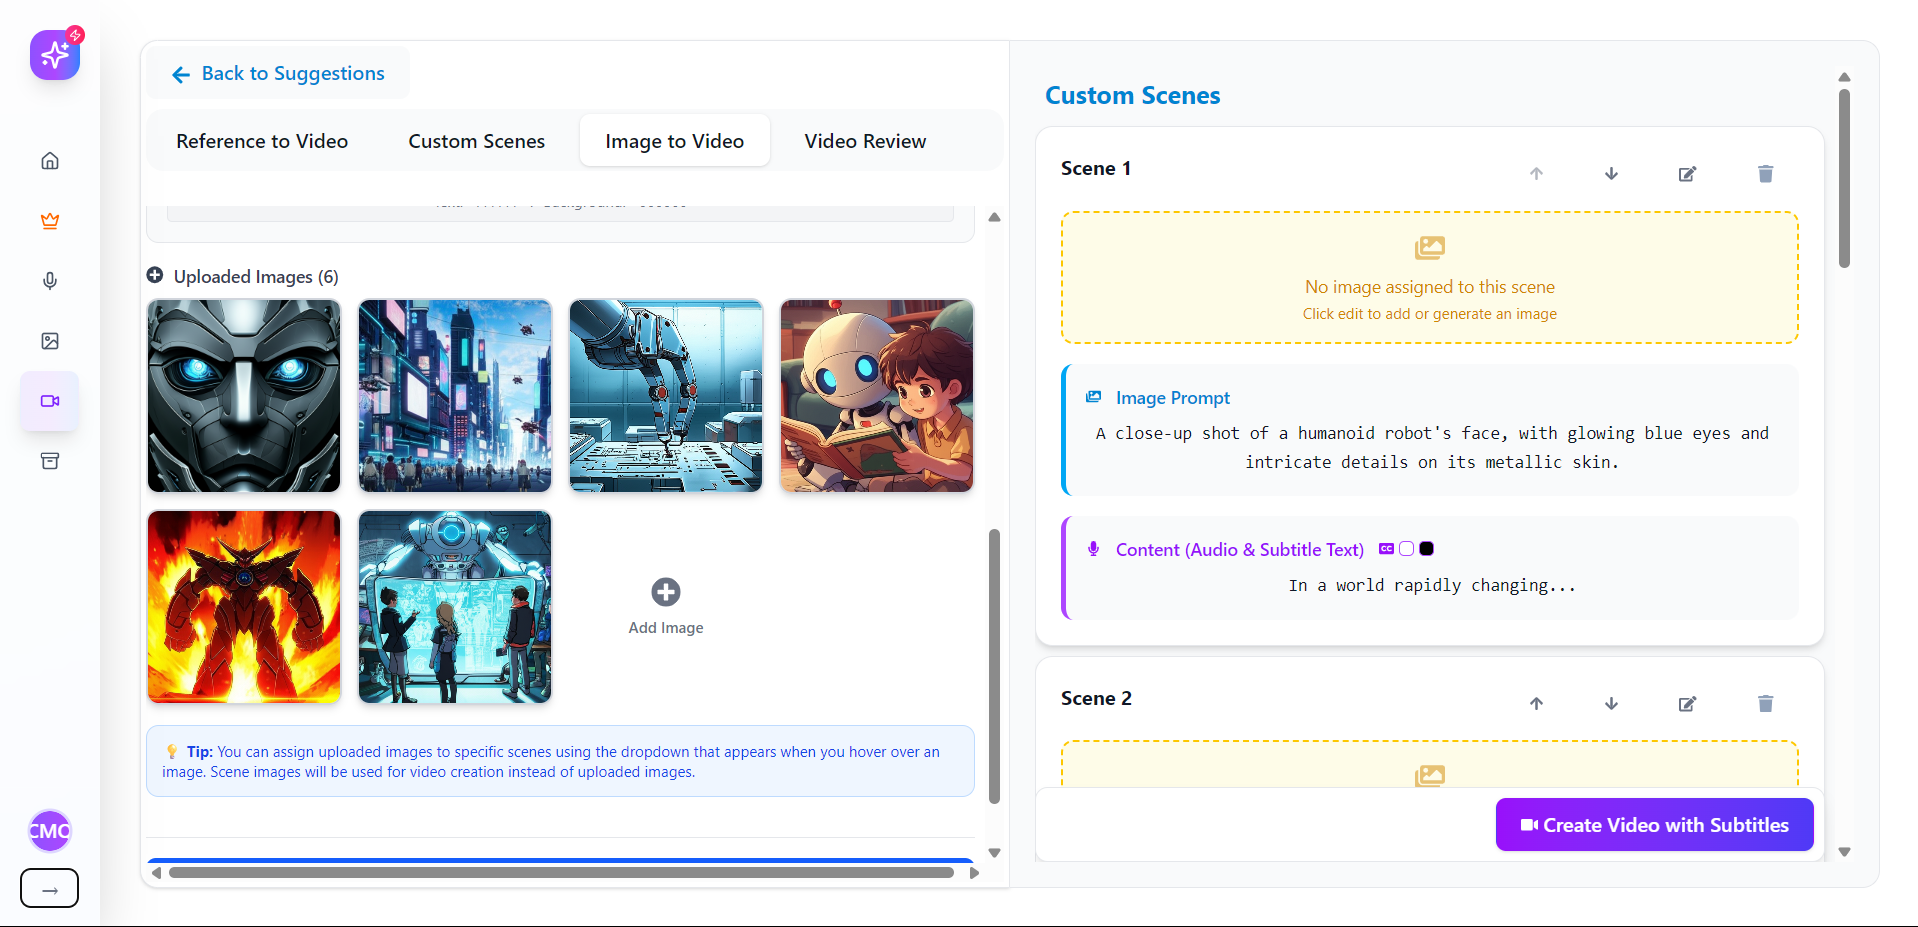 Back to Suggestions
Reference to Video
Custom Scenes
Image to Video
Video Review
Uploaded Images (6)
Add Image
Tip: You can assign uploaded images to specific scenes using the dropdown that appears when you hover over an
image. Scene images will be used for video creation instead of uploaded images.
CMC
→
Custom Scenes
Scene 1
No image assigned to this scene
Click edit to add or generate an image
Image Prompt
A close-up shot of a humanoid robot's face, with glowing blue eyes and
intricate details on its metallic skin.
Content (Audio & Subtitle Text) CC
In a world rapidly changing...
Scene 2
Create Video with Subtitles